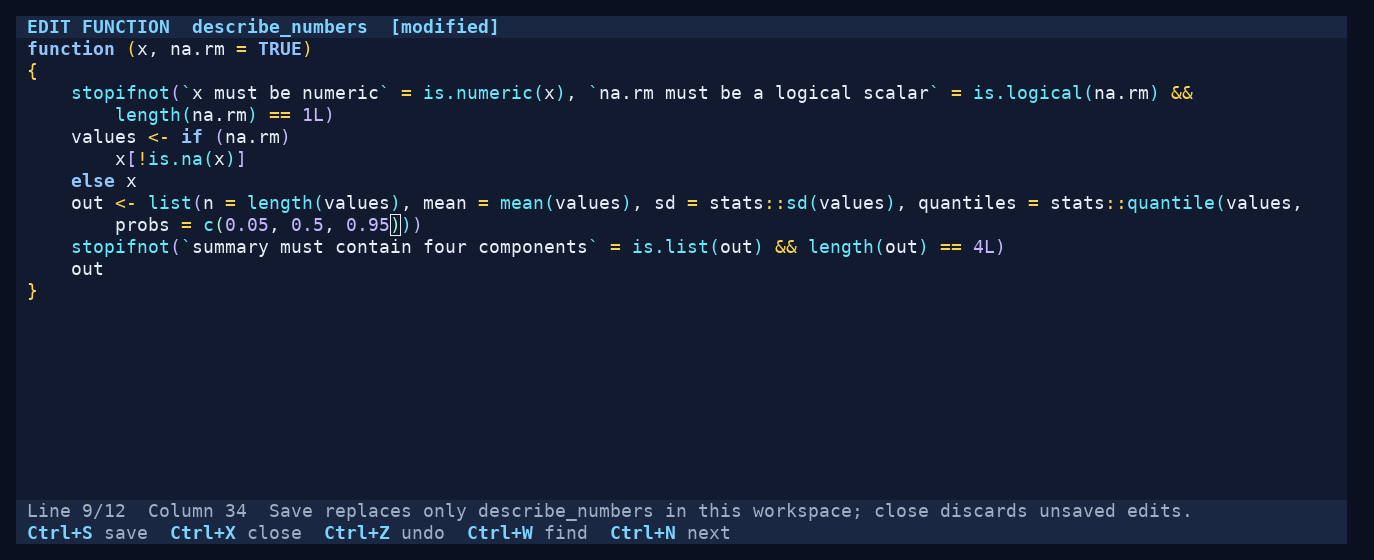 EDIT FUNCTION  describe_numbers  [modified]
function (x, na.rm = TRUE)
{
    stopifnot(`x must be numeric` = is.numeric(x), `na.rm must be a logical scalar` = is.logical(na.rm) &&
        length(na.rm) == 1L)
    values <- if (na.rm)
        x[!is.na(x)]
    else x
    out <- list(n = length(values), mean = mean(values), sd = stats::sd(values), quantiles = stats::quantile(values,
        probs = c(0.05, 0.5, 0.95)))
    stopifnot(`summary must contain four components` = is.list(out) && length(out) == 4L)
    out
}
Line 9/12  Column 34  Save replaces only describe_numbers in this workspace; close discards unsaved edits.
Ctrl+S save  Ctrl+X close  Ctrl+Z undo  Ctrl+W find  Ctrl+N next